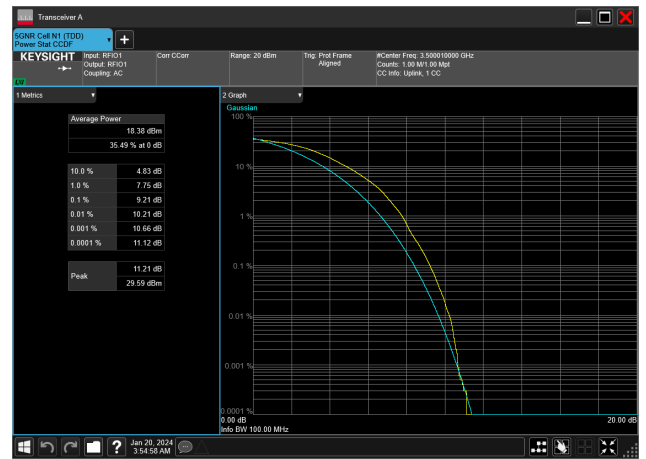 Transceiver A
5GNR Cell N1 (TDD)
Power Stat CCDF
KEYSIGHT
Input: RFIO1
Output: RFIO1
Coupling: AC
Corr CCorr
Range: 20 dBm
Trig: Prot Frame
Aligned
#Center Freq: 3.500010000 GHz
Counts: 1.00 M/1.00 Mpt
CC Info: Uplink, 1 CC
LXI
1 Metrics
Average Power
18.38 dBm
35.49 % at 0 dB
10.0 % 4.83 dB
1.0 % 7.75 dB
0.1 % 9.21 dB
0.01 % 10.21 dB
0.001 % 10.66 dB
0.0001 % 11.12 dB
Peak
11.21 dB
29.59 dBm
2 Graph
Gaussian
100 %
10 %
1 %
0.1 %
0.01 %
0.001 %
0.0001 %
0.00 dB 20.00 dB
Info BW 100.00 MHz
Jan 20, 2024
3:54:58 AM